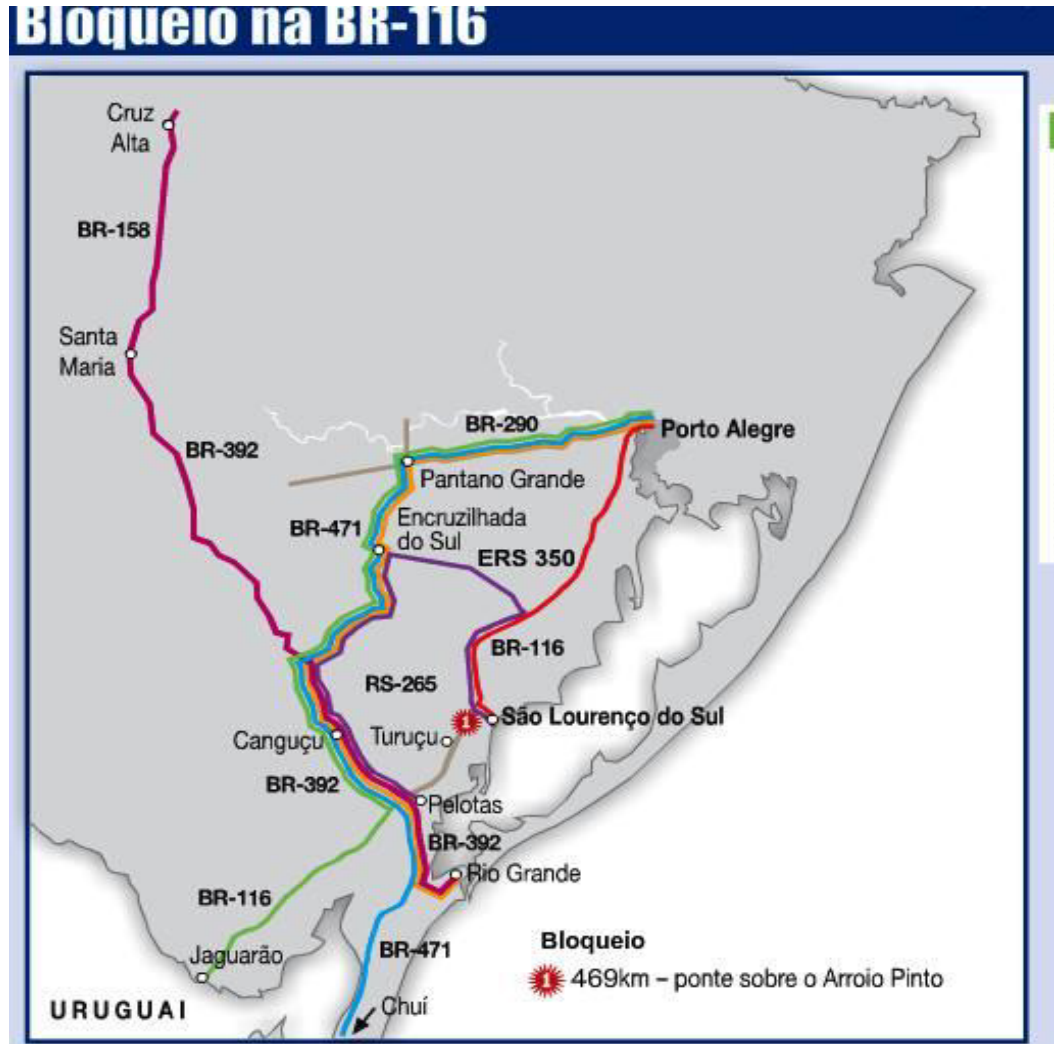 Bloqueio na BR-116
Cruz
Alta
BR-158
Santa
Maria
BR-392
BR-290
Porto Alegre
Pantano Grande
BR-471
Encruzilhada
do Sul
ERS 350
BR-116
RS-265
1
São Lourenço do Sul
Turuçu
Canguçu
BR-392
Pelotas
BR-392
Rio Grande
BR-116
Jaguarão
BR-471
Chuí
URUGUAI
Bloqueio
1 469km – ponte sobre o Arroio Pinto